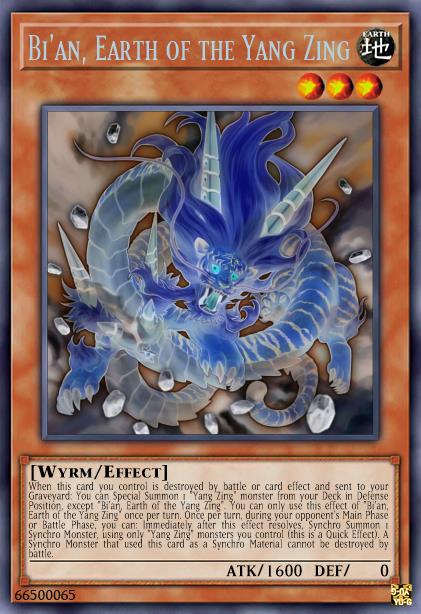 Bi'an, Earth of the Yang Zing
EARTH
地
[Wyrm/Effect]
When this card you control is destroyed by battle or card effect and sent to your
Graveyard: You can Special Summon 1 "Yang Zing" monster from your Deck in Defense
Position, except "Bi'an, Earth of the Yang Zing". You can only use this effect of "Bi'an,
Earth of the Yang Zing" once per turn. Once per turn, during your opponent's Main Phase
or Battle Phase, you can: Immediately after this effect resolves, Synchro Summon 1
Synchro Monster, using only "Yang Zing" monsters you control (this is a Quick Effect). A
Synchro Monster that used this card as a Synchro Material cannot be destroyed by
battle.
ATK/1600 DEF/ 0
66500065